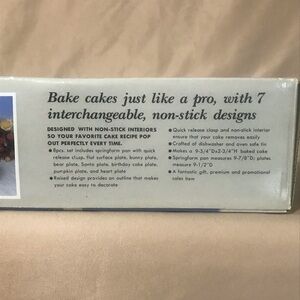 Bake cakes just like a pro, with 7
interchangeable, non-stick designs
DESIGNED WITH NON-STICK INTERIORS
SO YOUR FAVORITE CAKE RECIPE POP
OUT PERFECTLY EVERY TIME.
● 8pcs. set includes springform pan with quick
release clasp, flat surface plate, bunny plate,
bear plate, Santa plate, birthday cake plate,
pumpkin plate, and heart plate
● Raised design provides an outline that makes
your cake easy to decorate
● Quick release clasp and non-stick interior
ensure that your cake removes easily
● Crafted of dishwasher and oven safe tin
● Makes a 9-3/4"Dx2-3/4"H baked cake
● Springform pan measures 9-7/8"D; plates
measure 9-1/2"D
● A fantastic gift, premium and promotional
sales item